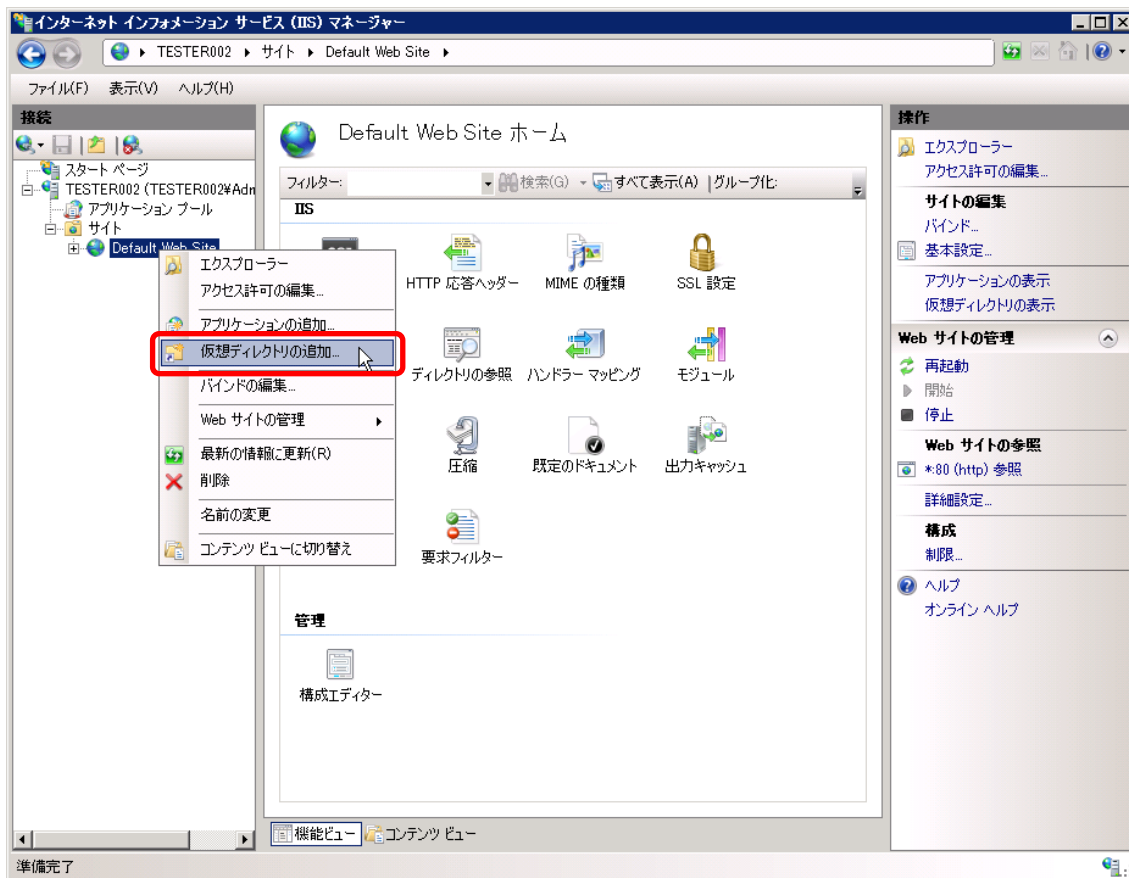 インターネット インフォメーション サービス (IIS) マネージャー
TESTER002 サイト Default Web Site
ファイル(F) 表示(V) ヘルプ(H)
接続
スタート ページ
TESTER002 (TESTER002¥Adn
アプリケーション プール
サイト
Default Web Site
エクスプローラー
アクセス許可の編集...
アプリケーションの追加...
仮想ディレクトリの追加...
バインドの編集...
Web サイトの管理
最新の情報に更新(R)
削除
名前の変更
コンテンツ ビューに切り替え
Default Web Site ホーム
フィルター: 検索(G) すべて表示(A) グループ化:
IIS
HTTP 応答ヘッダー MIME の種類 SSL 設定
ディレクトリの参照 ハンドラー マッピング モジュール
圧縮 既定のドキュメント 出力キャッシュ
要求フィルター
管理
構成エディター
機能ビュー コンテンツ ビュー
操作
エクスプローラー
アクセス許可の編集...
サイトの編集
バインド...
基本設定...
アプリケーションの表示
仮想ディレクトリの表示
Web サイトの管理
再起動
開始
停止
Web サイトの参照
*:80 (http) 参照
詳細設定...
構成
制限...
ヘルプ
オンライン ヘルプ
準備完了